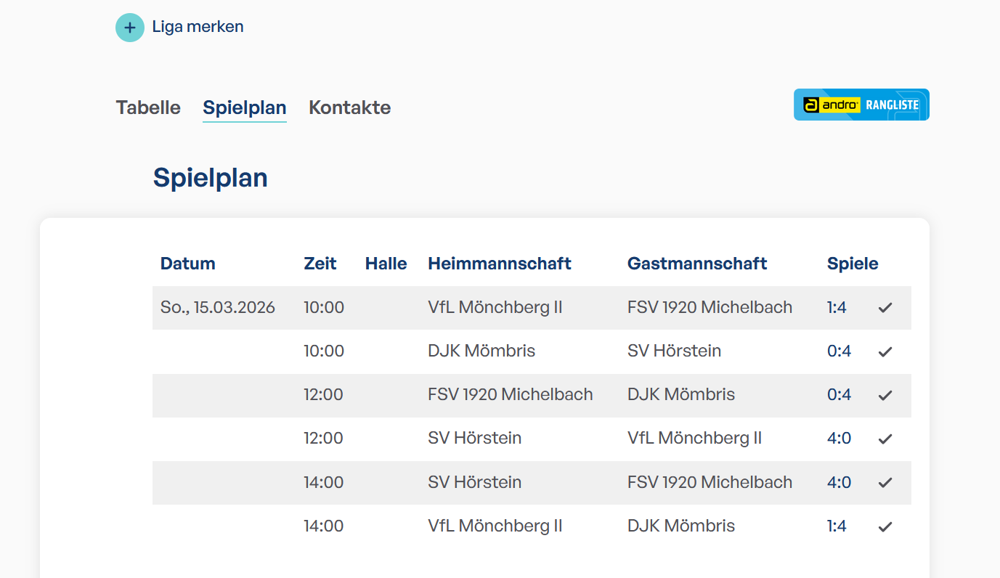 + Liga merken
Tabelle Spielplan Kontakte
a andro RANGLISTE
Spielplan
Datum Zeit Halle Heimmannschaft Gastmannschaft Spiele
So., 15.03.2026 10:00 VfL Mönchberg II FSV 1920 Michelbach 1:4 ✓
10:00 DJK Mömbris SV Hörstein 0:4 ✓
12:00 FSV 1920 Michelbach DJK Mömbris 0:4 ✓
12:00 SV Hörstein VfL Mönchberg II 4:0 ✓
14:00 SV Hörstein FSV 1920 Michelbach 4:0 ✓
14:00 VfL Mönchberg II DJK Mömbris 1:4 ✓